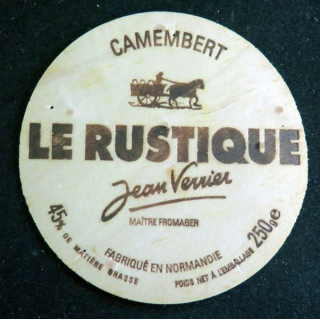 CAMEMBERT
LE RUSTIQUE
Jean Verrier
MAÎTRE FROMAGER
45% DE MATIÈRE GRASSE
FABRIQUÉ EN NORMANDIE
POIDS NET À L'EMBALLAGE 250g e